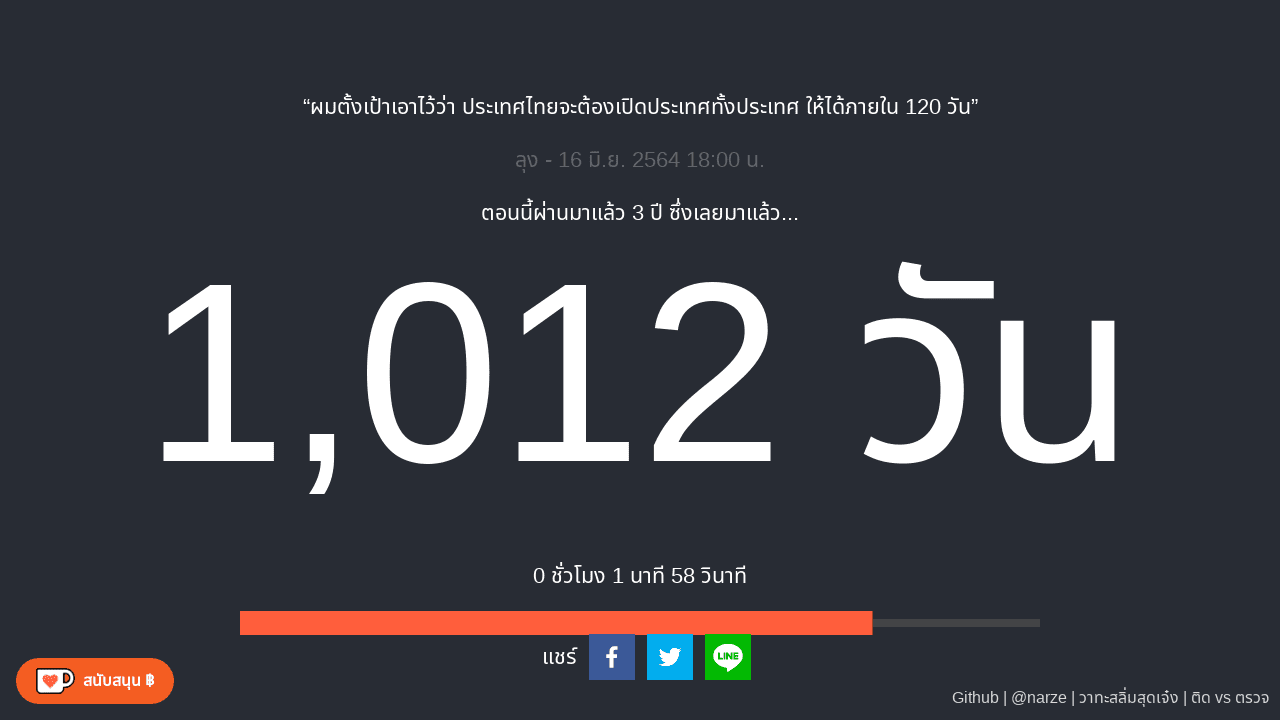 “ผมตั้งเป้าเอาไว้ว่า ประเทศไทยจะต้องเปิดประเทศทั้งประเทศ ให้ได้ภายใน 120 วัน”
ลุง - 16 มิ.ย. 2564 18:00 น.
ตอนนี้ผ่านมาแล้ว 3 ปี ซึ่งเลยมาแล้ว...
1,012 วัน
0 ชั่วโมง 1 นาที 58 วินาที
แชร์
LINE
สนับสนุน ฿
Github | @narze | วาทะสลิ่มสุดเจ๋ง | ติด vs ตรวจ